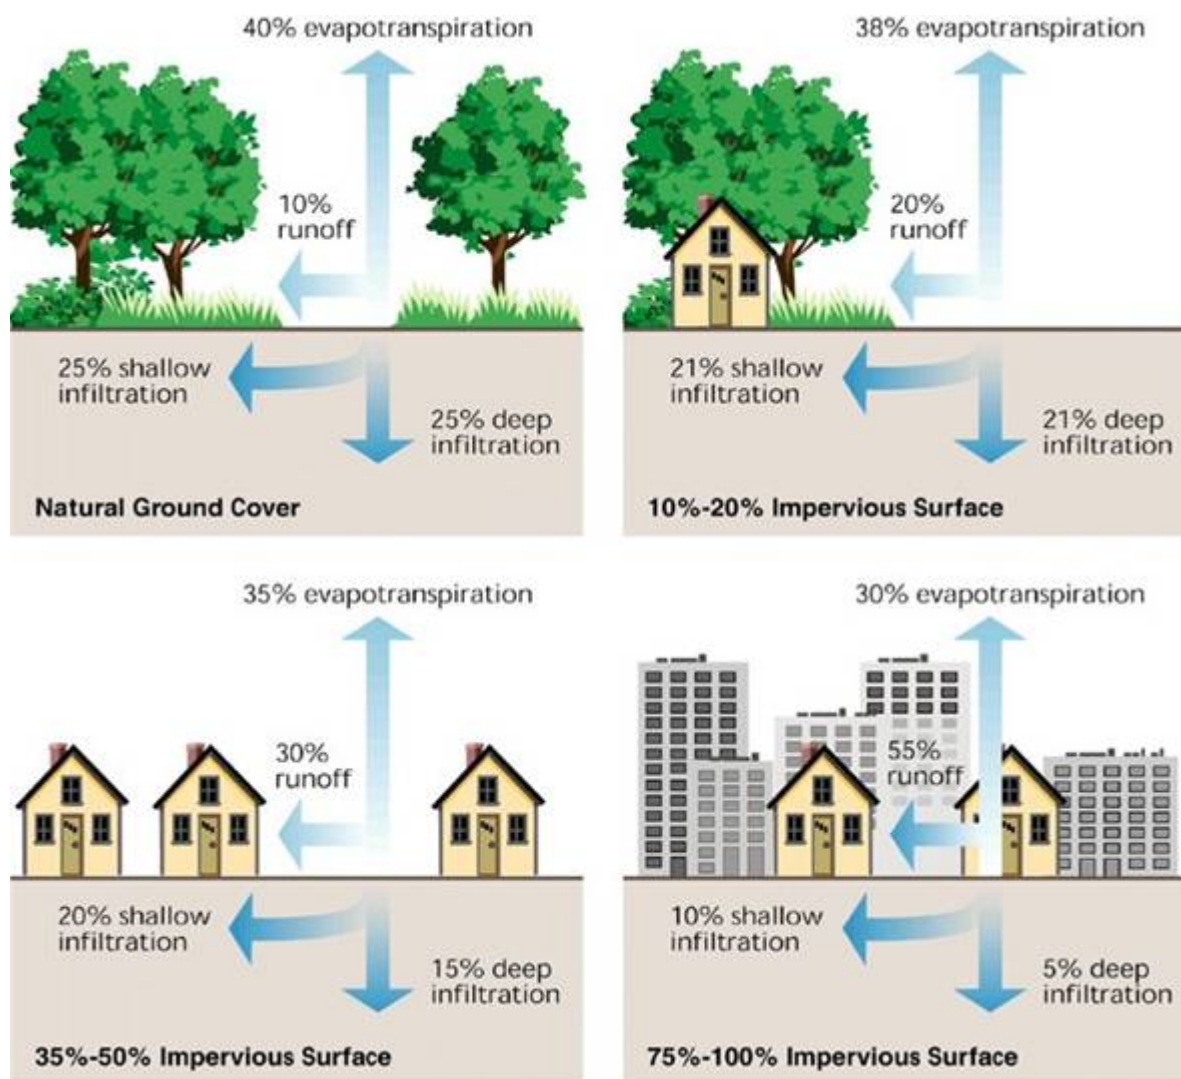 40% evapotranspiration
10%
runoff
25% shallow
infiltration
25% deep
infiltration
Natural Ground Cover
38% evapotranspiration
20%
runoff
21% shallow
infiltration
21% deep
infiltration
10%-20% Impervious Surface
35% evapotranspiration
30%
runoff
20% shallow
infiltration
15% deep
infiltration
35%-50% Impervious Surface
30% evapotranspiration
55%
runoff
10% shallow
infiltration
5% deep
infiltration
75%-100% Impervious Surface